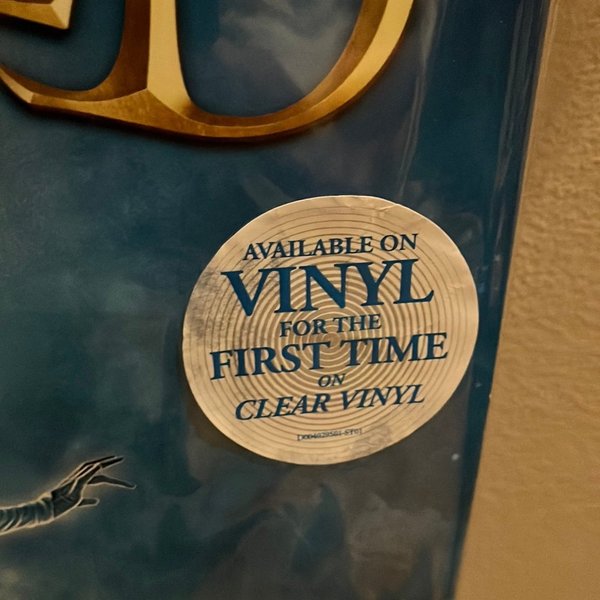 AVAILABLE ON
VINYL
FOR THE
FIRST TIME
ON
CLEAR VINYL